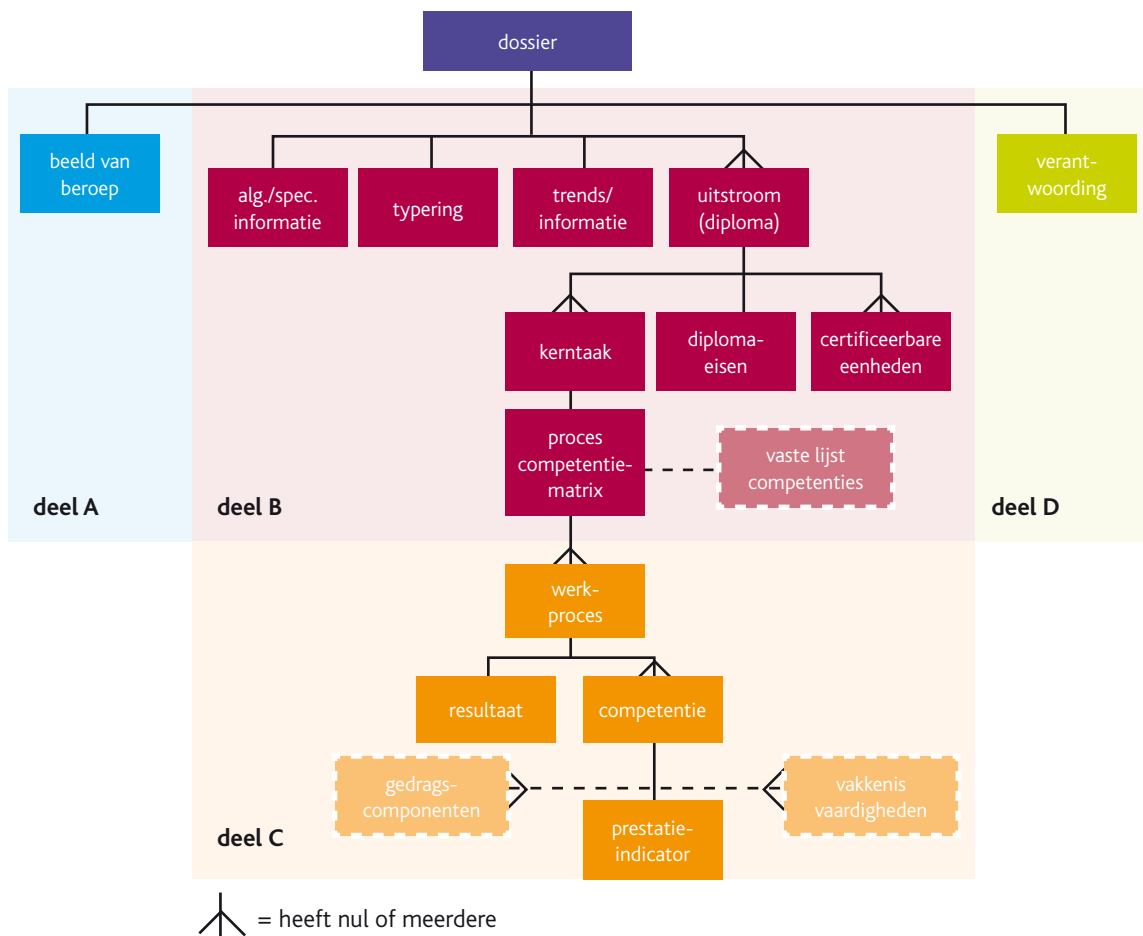 dossier
beeld van
beroep
alg./spec.
informatie
typering
trends/
informatie
uitstroom
(diploma)
verant-
woording
kerntaak
diploma-
eisen
certificeerbare
eenheden
proces
competentie-
matrix
vaste lijst
competenties
deel A
deel B
deel D
werk-
proces
resultaat
competentie
gedrags-
componenten
vakkenis
vaardigheden
prestatie-
indicator
deel C
= heeft nul of meerdere